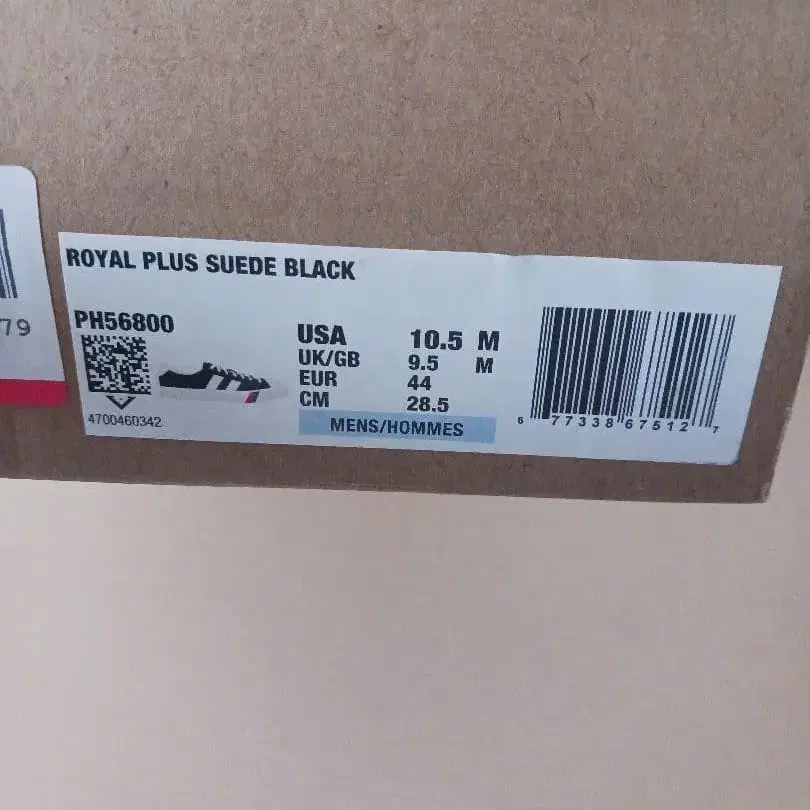 79
ROYAL PLUS SUEDE BLACK
PH56800
4700460342
USA 10.5 M
UK/GB 9.5 M
EUR 44
CM 28.5
MENS/HOMMES
6 77338 67512 7